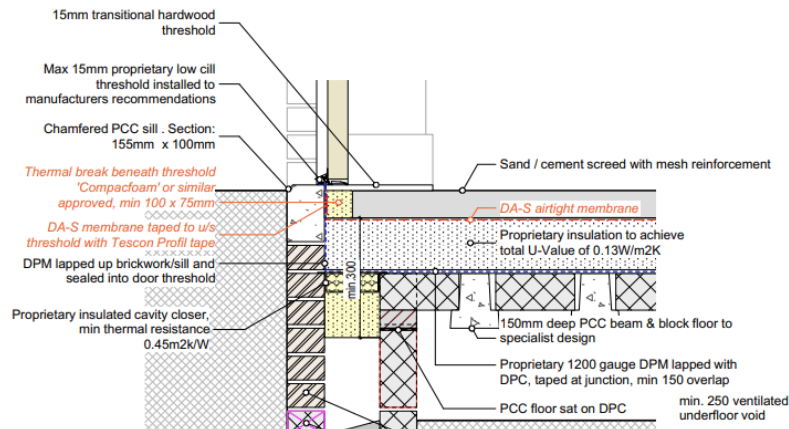 15mm transitional hardwood
threshold
Max 15mm proprietary low cill
threshold installed to
manufacturers recommendations
Chamfered PCC sill . Section:
155mm x 100mm
Thermal break beneath threshold
'Compacfoam' or similar
approved, min 100 x 75mm
DA-S membrane taped to u/s
threshold with Tescon Profil tape
DPM lapped up brickwork/sill and
sealed into door threshold
Proprietary insulated cavity closer,
min thermal resistance
0.45m2k/W
min.300
Sand / cement screed with mesh reinforcement
DA-S airtight membrane
Proprietary insulation to achieve
total U-Value of 0.13W/m2K
150mm deep PCC beam & block floor to
specialist design
Proprietary 1200 gauge DPM lapped with
DPC, taped at junction, min 150 overlap
PCC floor sat on DPC
min. 250 ventilated
underfloor void